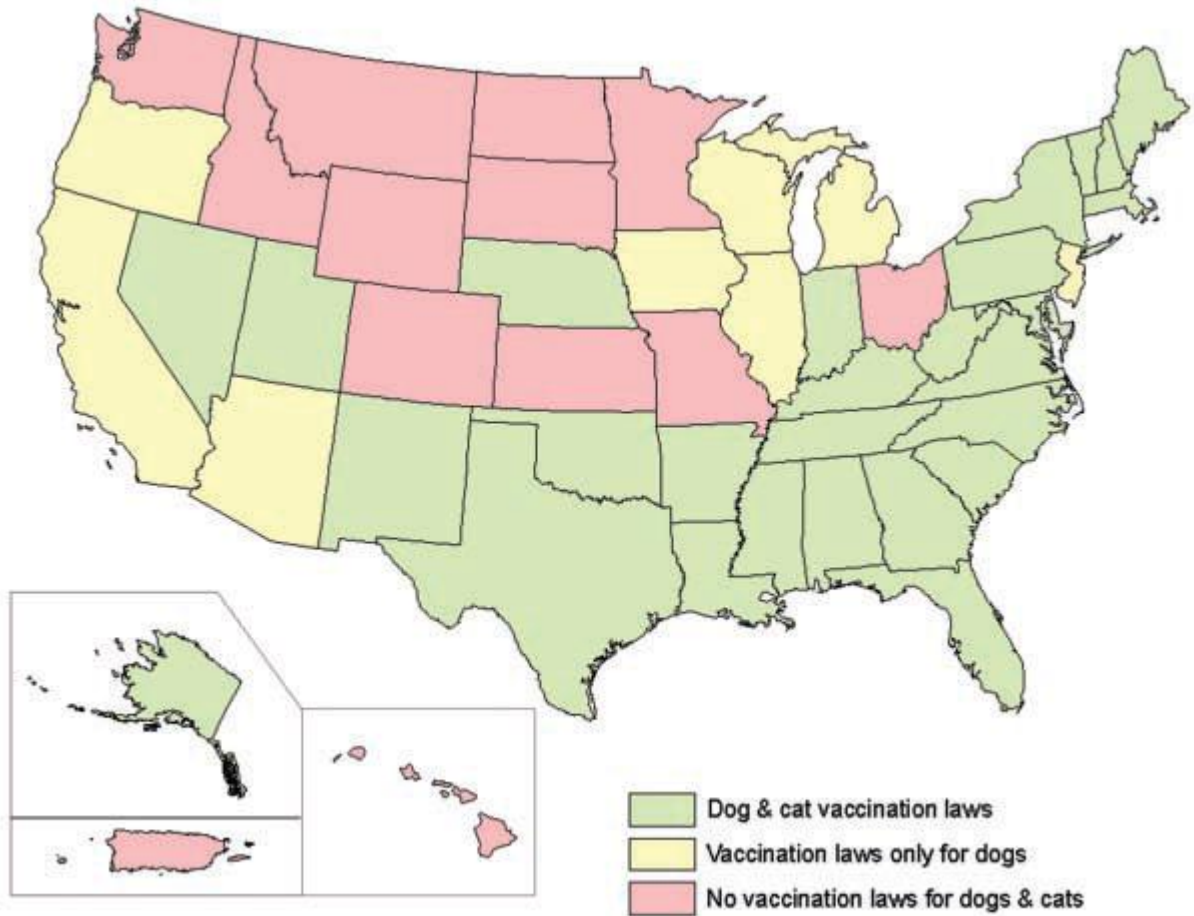 Dog & cat vaccination laws
Vaccination laws only for dogs
No vaccination laws for dogs & cats